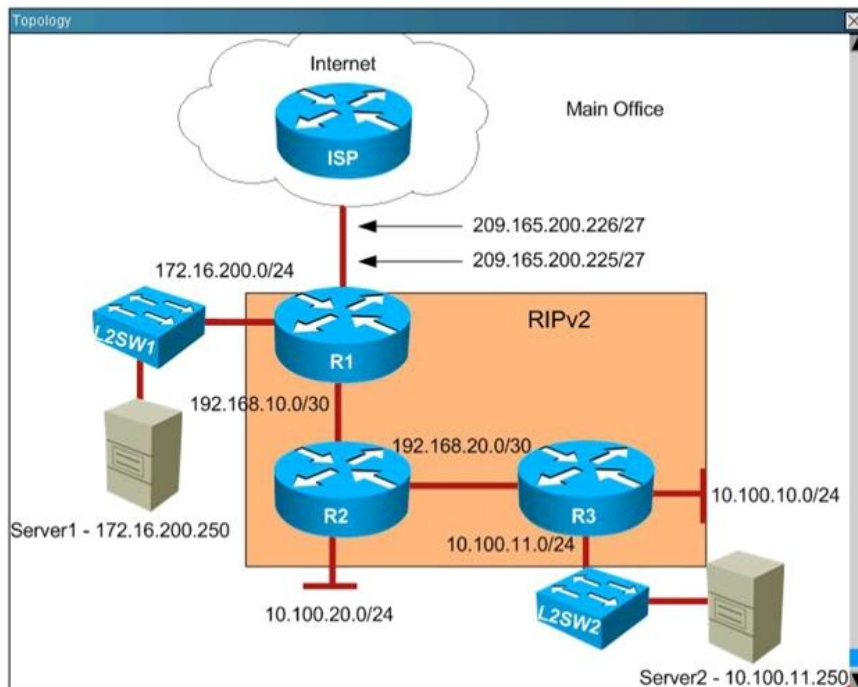 Topology
Internet
Main Office
ISP
209.165.200.226/27
209.165.200.225/27
172.16.200.0/24
RIPv2
L2SW1
R1
192.168.10.0/30
192.168.20.0/30
R2
R3
10.100.10.0/24
Server1 - 172.16.200.250
10.100.11.0/24
10.100.20.0/24
L2SW2
Server2 - 10.100.11.250